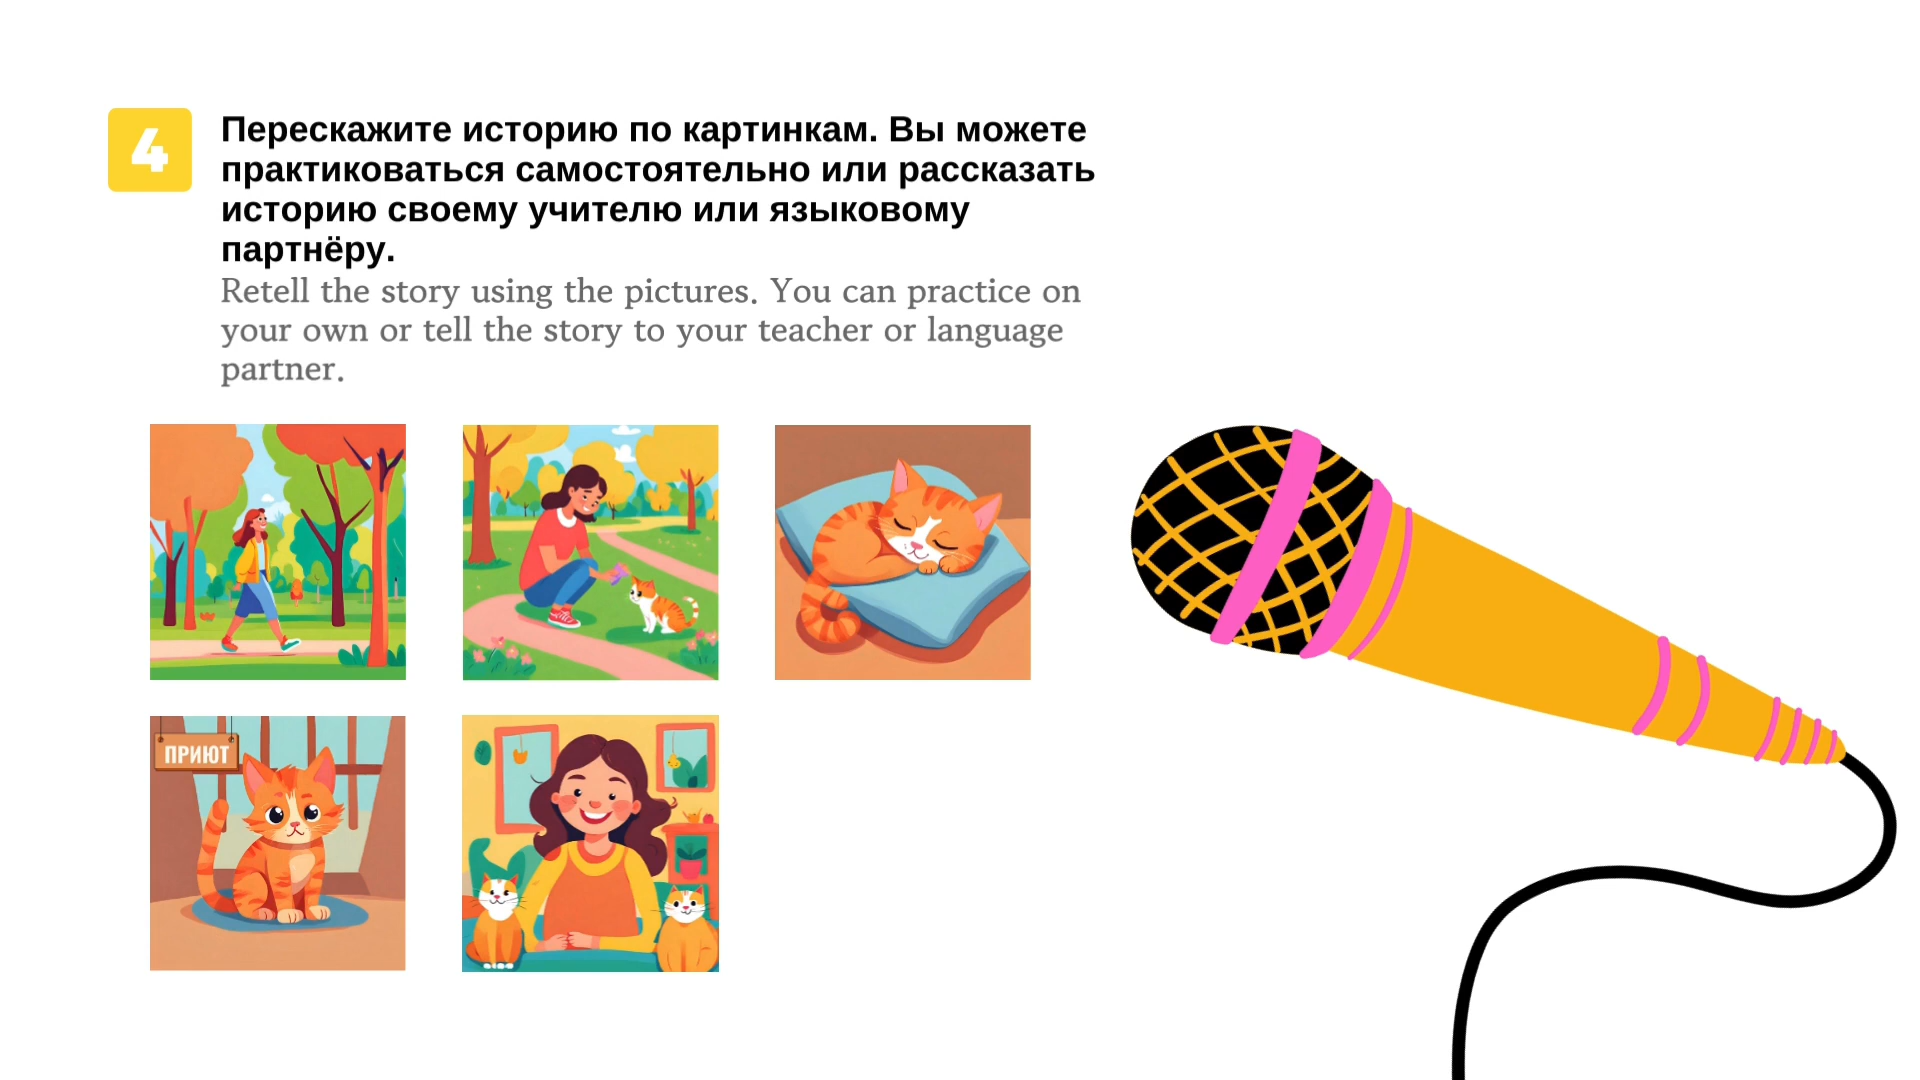 4
Перескажите историю по картинкам. Вы можете
практиковаться самостоятельно или рассказать
историю своему учителю или языковому
партнёру.
Retell the story using the pictures. You can practice on
your own or tell the story to your teacher or language
partner.
ПРИЮТ